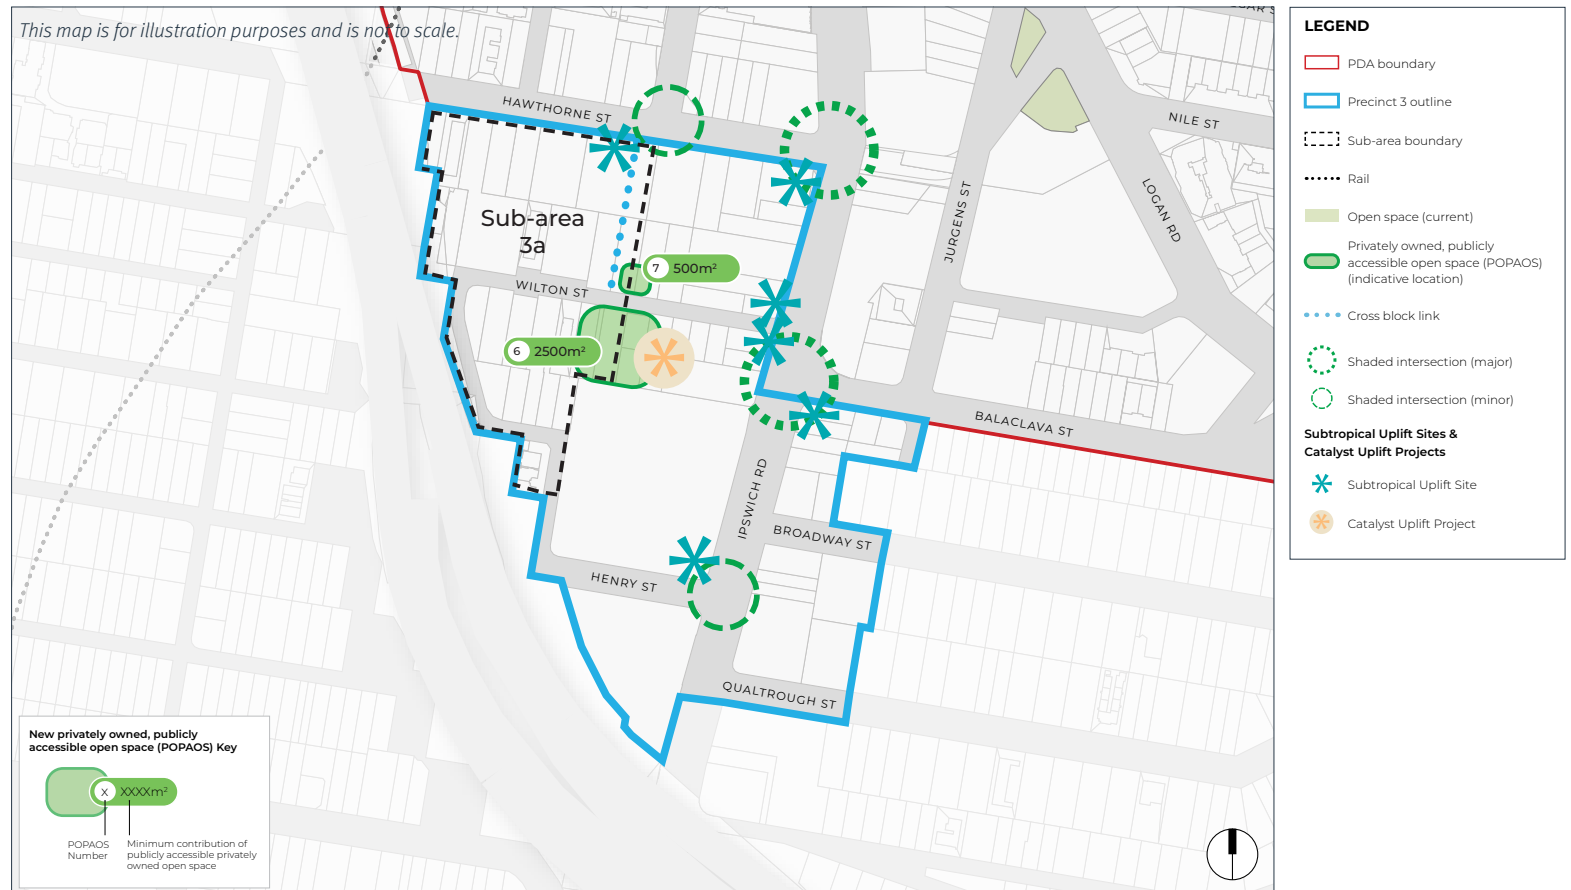 This map is for illustration purposes and is not to scale.
HAWTHORNE ST
NILE ST
LOGAN RD
JURGENS ST
Sub-area
3a
7 500m²
WILTON ST
6 2500m²
BALACLAVA ST
IPSWICH RD
BROADWAY ST
HENRY ST
QUALTROUGH ST
New privately owned, publicly
accessible open space (POPAOS) Key
X XXXXm²
POPAOS
Number
Minimum contribution of
publicly accessible privately
owned open space
LEGEND
PDA boundary
Precinct 3 outline
Sub-area boundary
Rail
Open space (current)
Privately owned, publicly
accessible open space (POPAOS)
(indicative location)
Cross block link
Shaded intersection (major)
Shaded intersection (minor)
Subtropical Uplift Sites &
Catalyst Uplift Projects
Subtropical Uplift Site
Catalyst Uplift Project